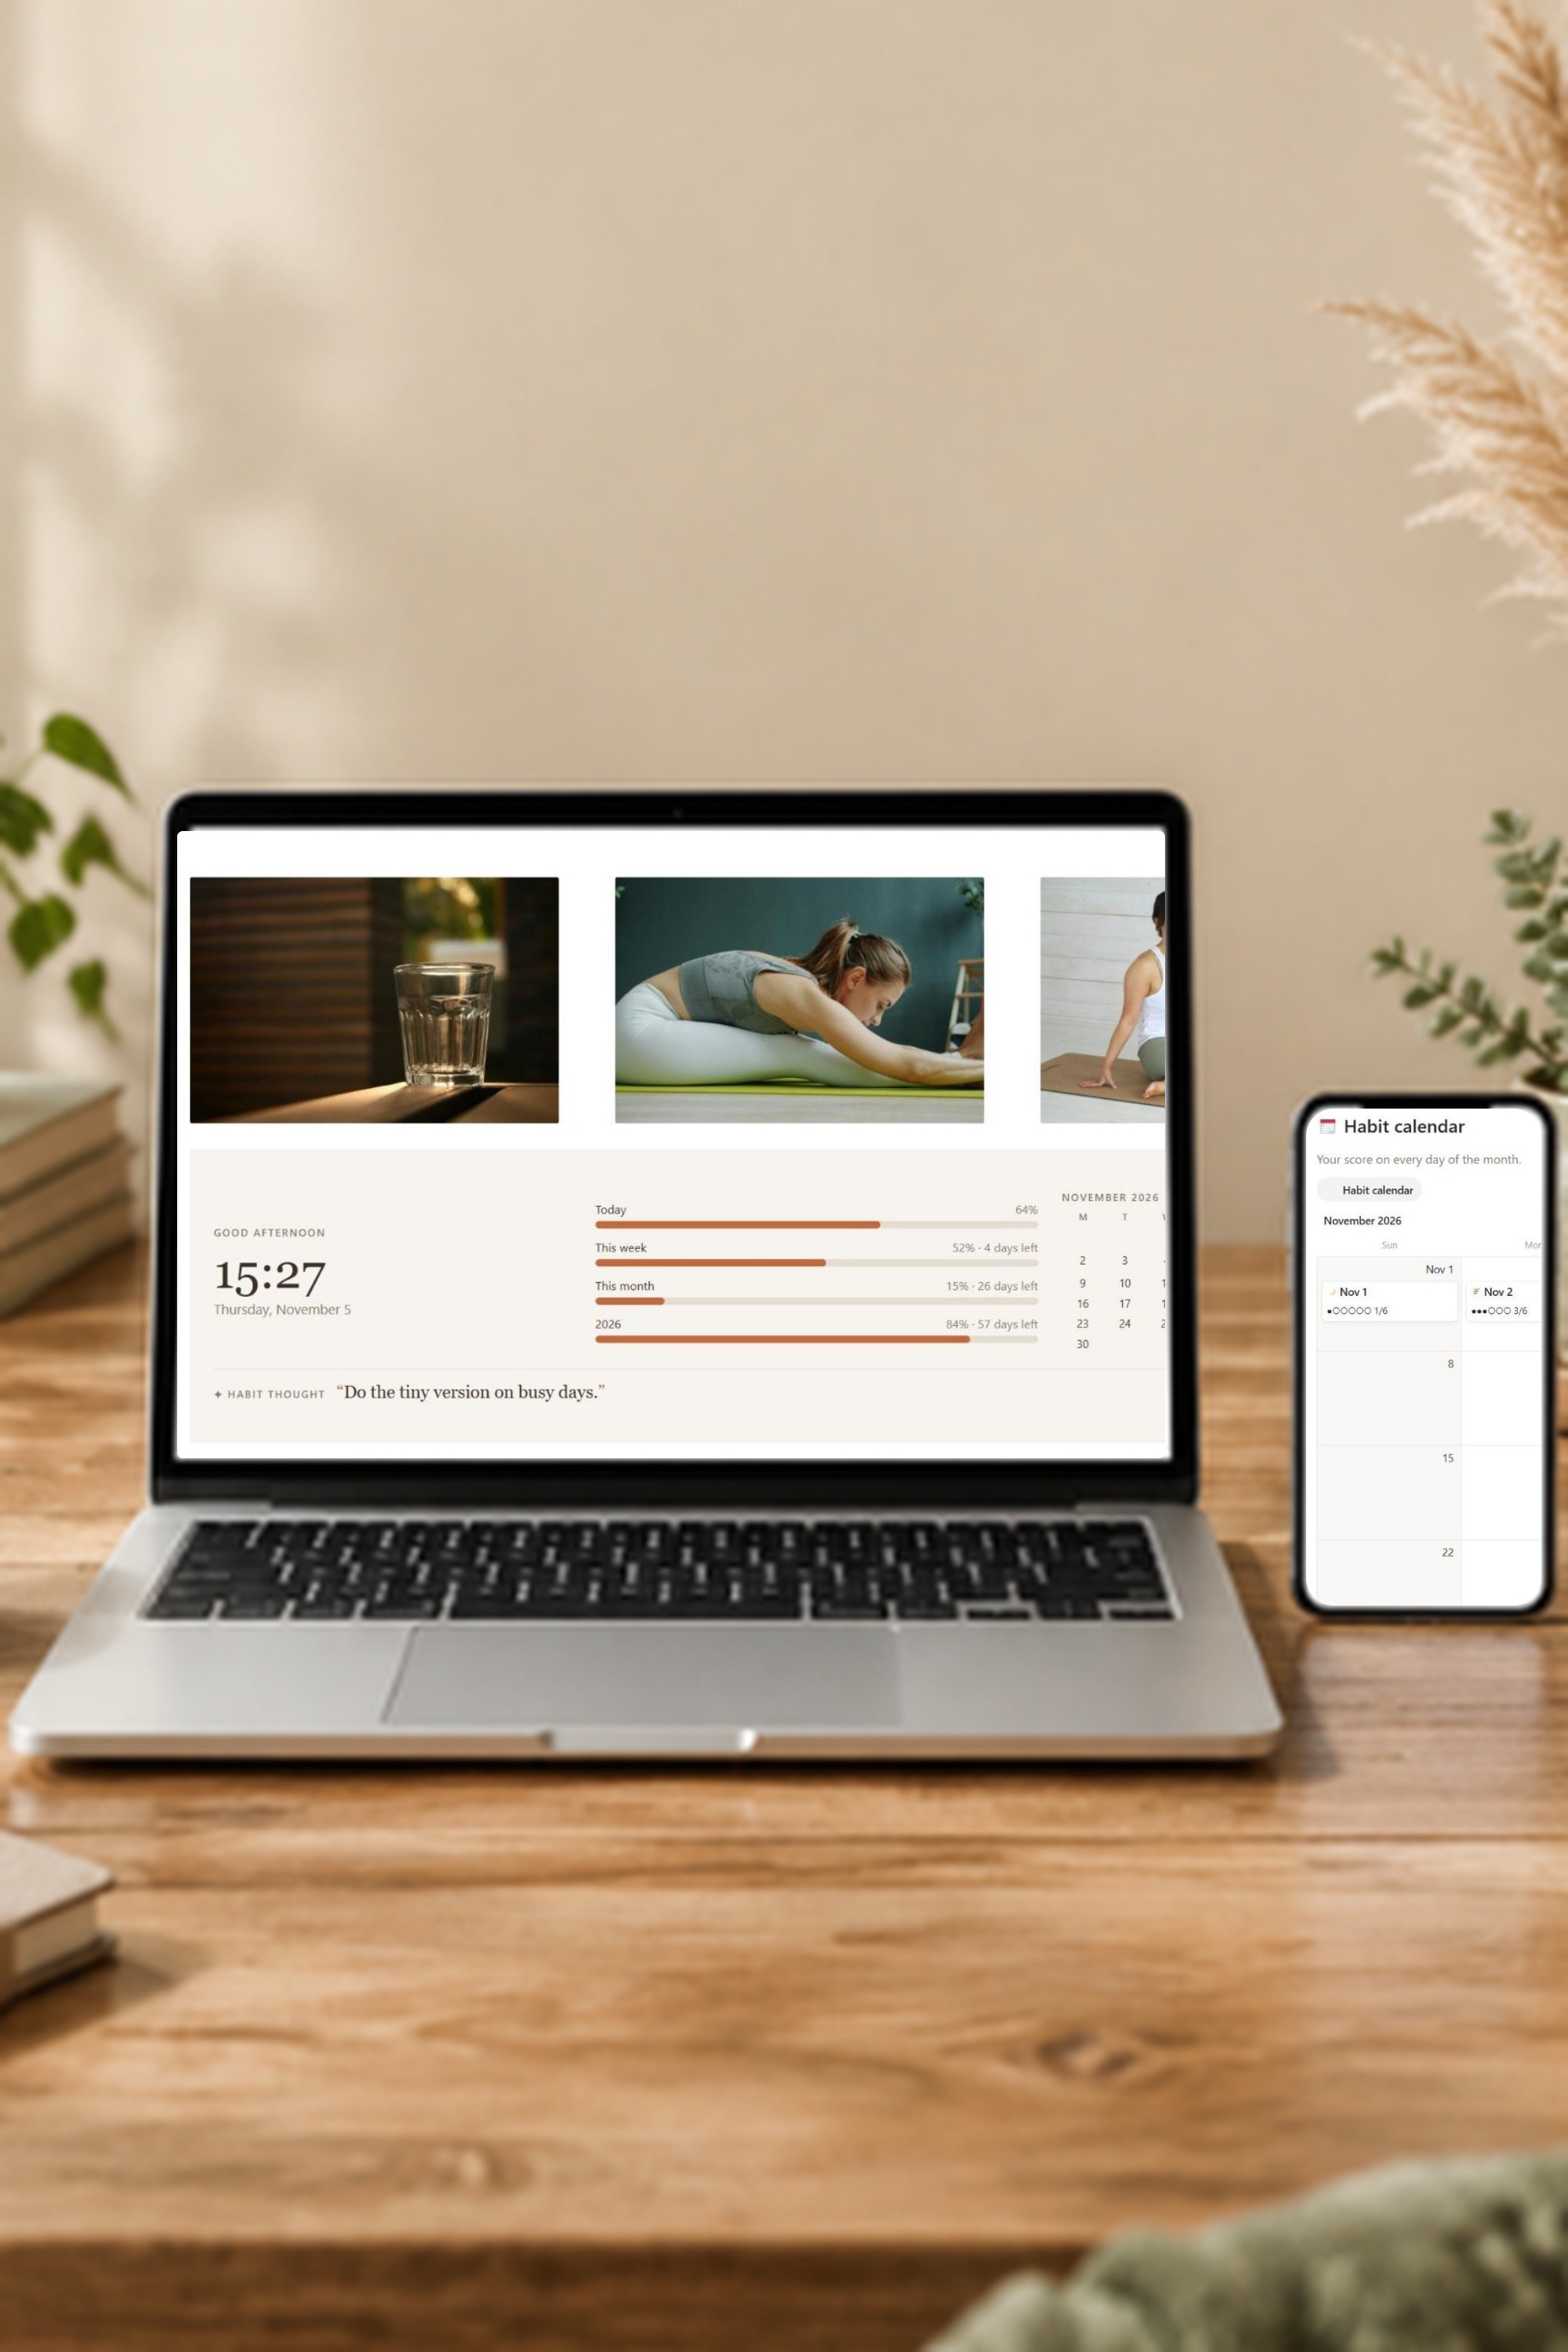 GOOD AFTERNOON
15:27
Thursday, November 5
Today 64%
This week 52% · 4 days left
This month 15% · 26 days left
2026 84% · 57 days left
NOVEMBER 2026
M T
2 3
9 10
16 17
23 24
30
✦ HABIT THOUGHT “Do the tiny version on busy days.”
Habit calendar
Your score on every day of the month.
Habit calendar
November 2026
Sun
Nov 1
Nov 1 Nov 2
●○○○○○ 1/6 ●●●○○○ 3/6
8
15
22